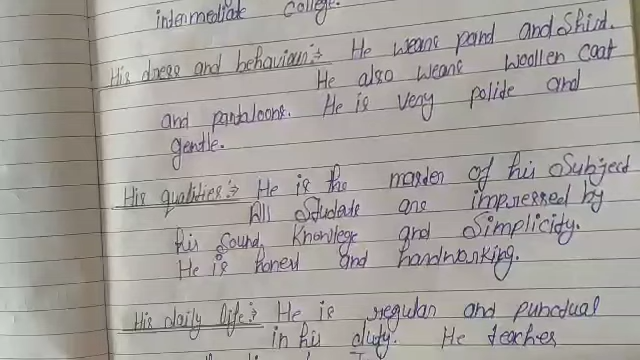 intermediate college.
His dress and behaviour :- He wears pant and Shirt.
He also wears woollen coat
and pantaloons. He is very polite and
gentle.
His qualities :- He is the master of his Subject
All Students are impressed by
his sound knowlege and Simplicity.
He is honest and hardworking.
His daily life :- He is regular and punctual
in his duty. He teaches